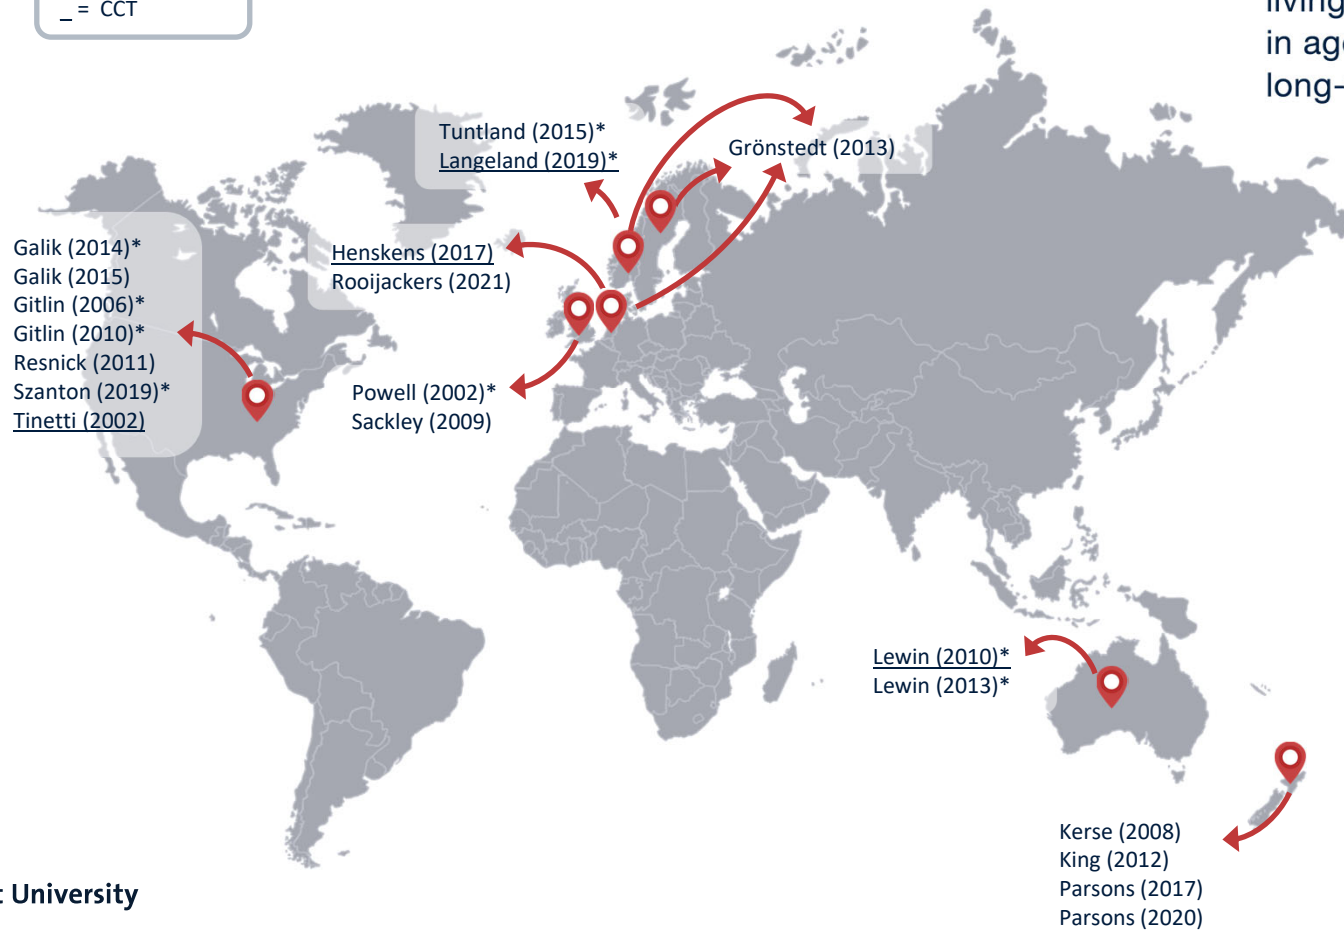 _ = CCT
living
in ag
long-
Tuntland (2015)*
Langeland (2019)*
Grönstedt (2013)
Galik (2014)*
Galik (2015)
Gitlin (2006)*
Gitlin (2010)*
Resnick (2011)
Szanton (2019)*
Tinetti (2002)
Henskens (2017)
Rooijackers (2021)
Powell (2002)*
Sackley (2009)
Lewin (2010)*
Lewin (2013)*
Kerse (2008)
King (2012)
Parsons (2017)
Parsons (2020)
t University